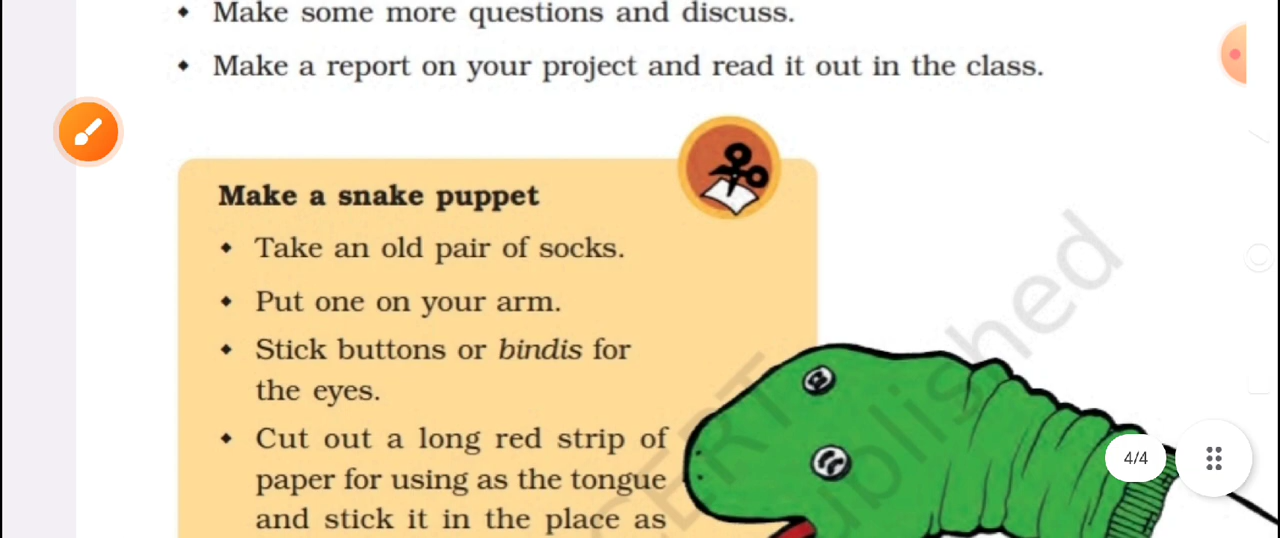 Make some more questions and discuss.
Make a report on your project and read it out in the class.
Make a snake puppet
Take an old pair of socks.
Put one on your arm.
Stick buttons or bindis for
the eyes.
Cut out a long red strip of
paper for using as the tongue
and stick it in the place as
4/4